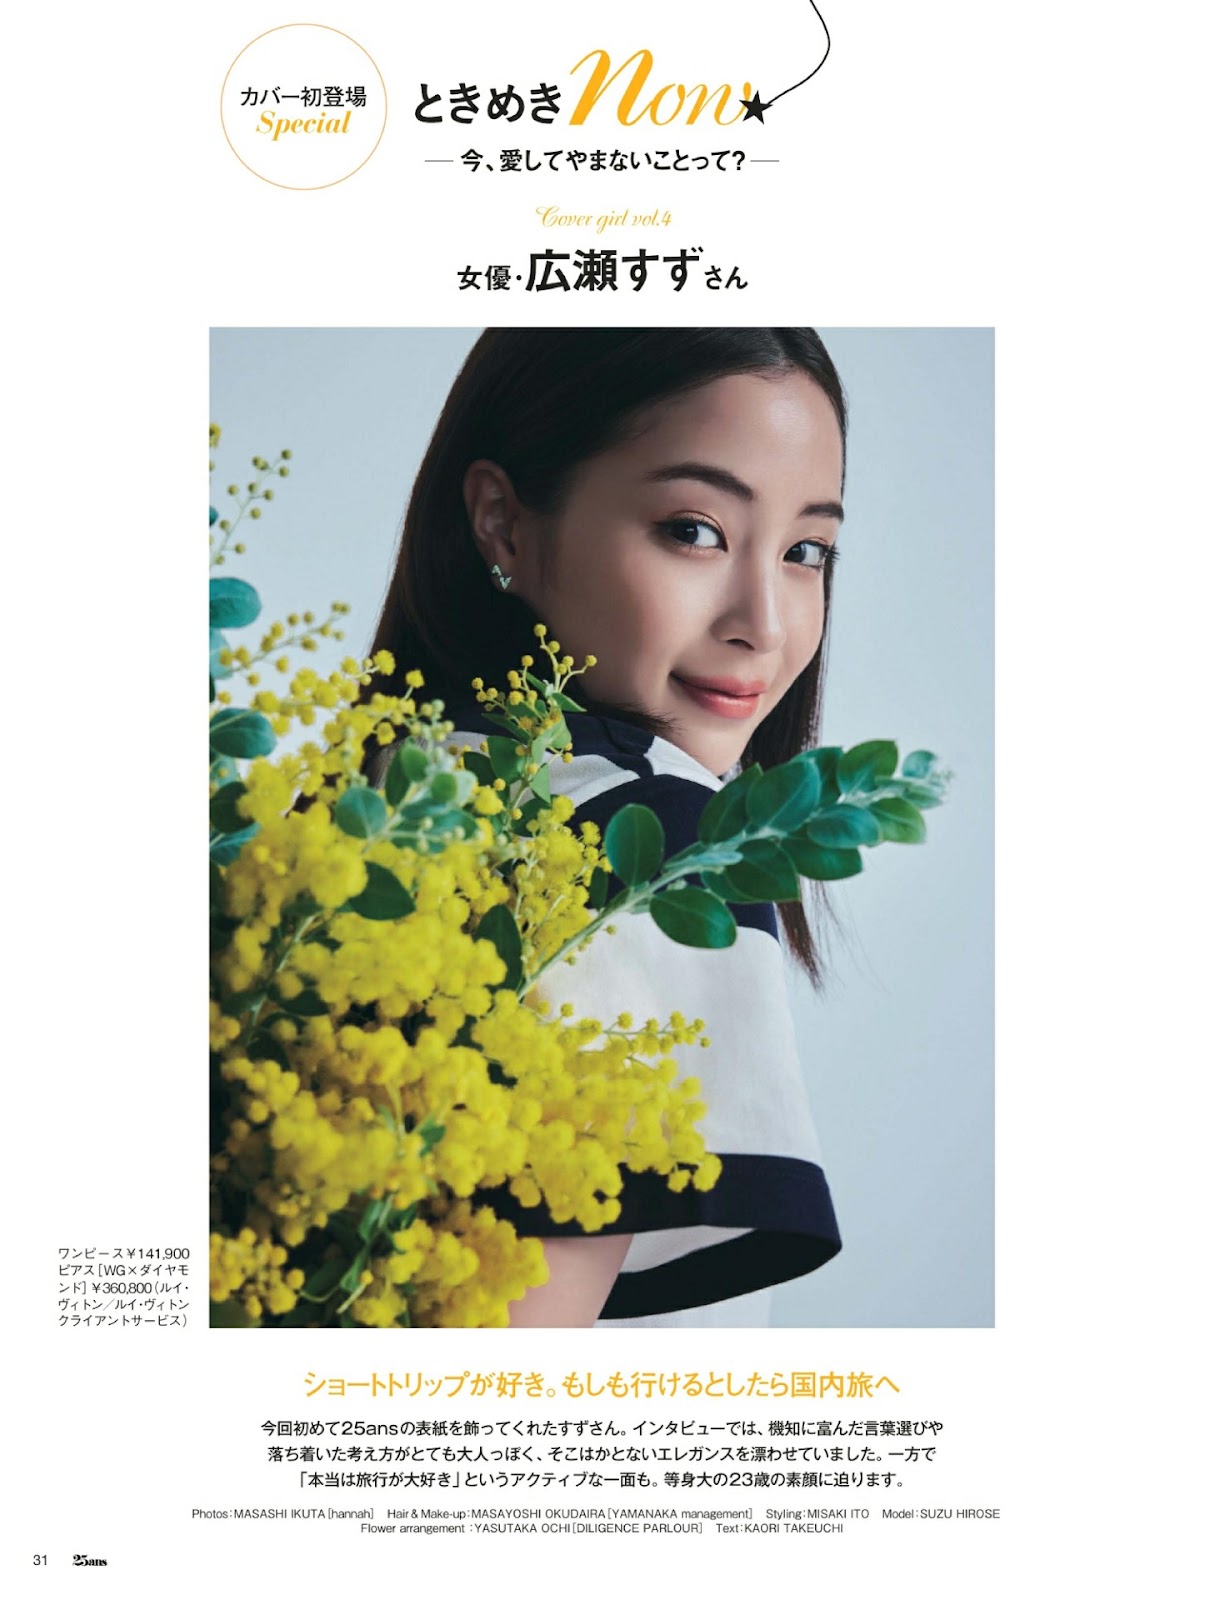 カバー初登場
Special
ときめきNon
今、愛してやまないことって?
Cover girl vol.4
女優・広瀬すずさん
ワンピース¥141,900
ピアス[WG×ダイヤモ
ンド]¥360,800(ルイ・
ヴィトン/ルイ・ヴィトン
クライアントサービス)
ショートトリップが好き。もしも行けるとしたら国内旅へ
今回初めて25ansの表紙を飾ってくれたすずさん。インタビューでは、機知に富んだ言葉選びや
落ち着いた考え方がとても大人っぽく、そこはかとないエレガンスを漂わせていました。一方で
「本当は旅行が大好き」というアクティブな一面も。等身大の23歳の素顔に迫ります。
Photos:MASASHI IKUTA[hannah] Hair & Make-up:MASAYOSHI OKUDAIRA[YAMANAKA management] Styling:MISAKI ITO Model:SUZU HIROSE
Flower arrangement :YASUTAKA OCHI[DILIGENCE PARLOUR] Text:KAORI TAKEUCHI
31 25ans